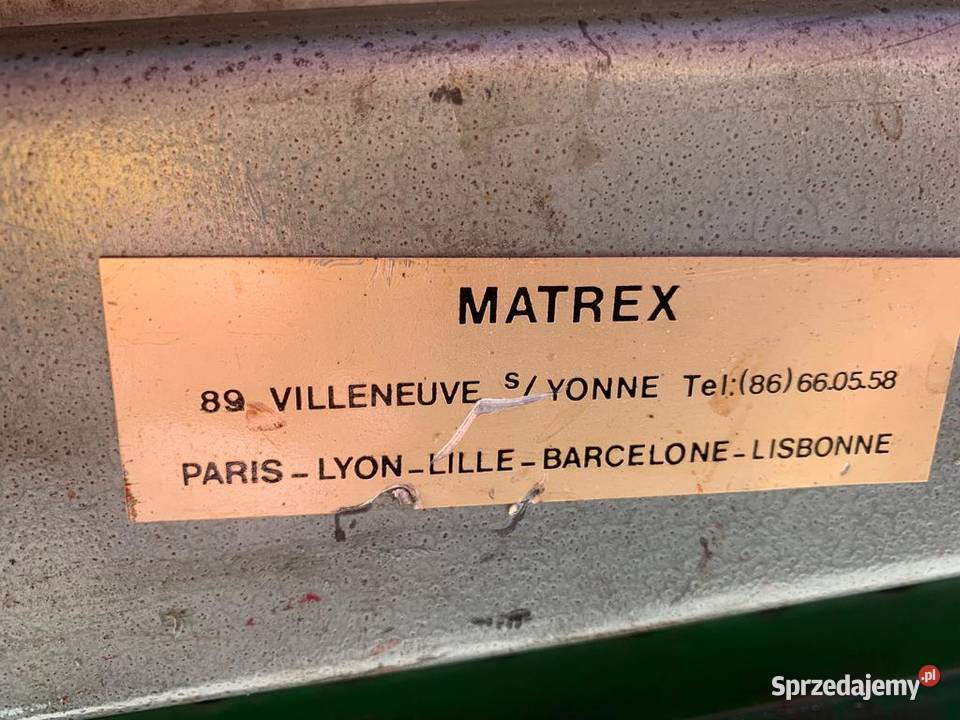 MATREX
89 VILLENEUVE S/YONNE Tel:(86)66.05.58
PARIS-LYON-LILLE-BARCELONE-LISBONNE
Sprzedajemy.pl